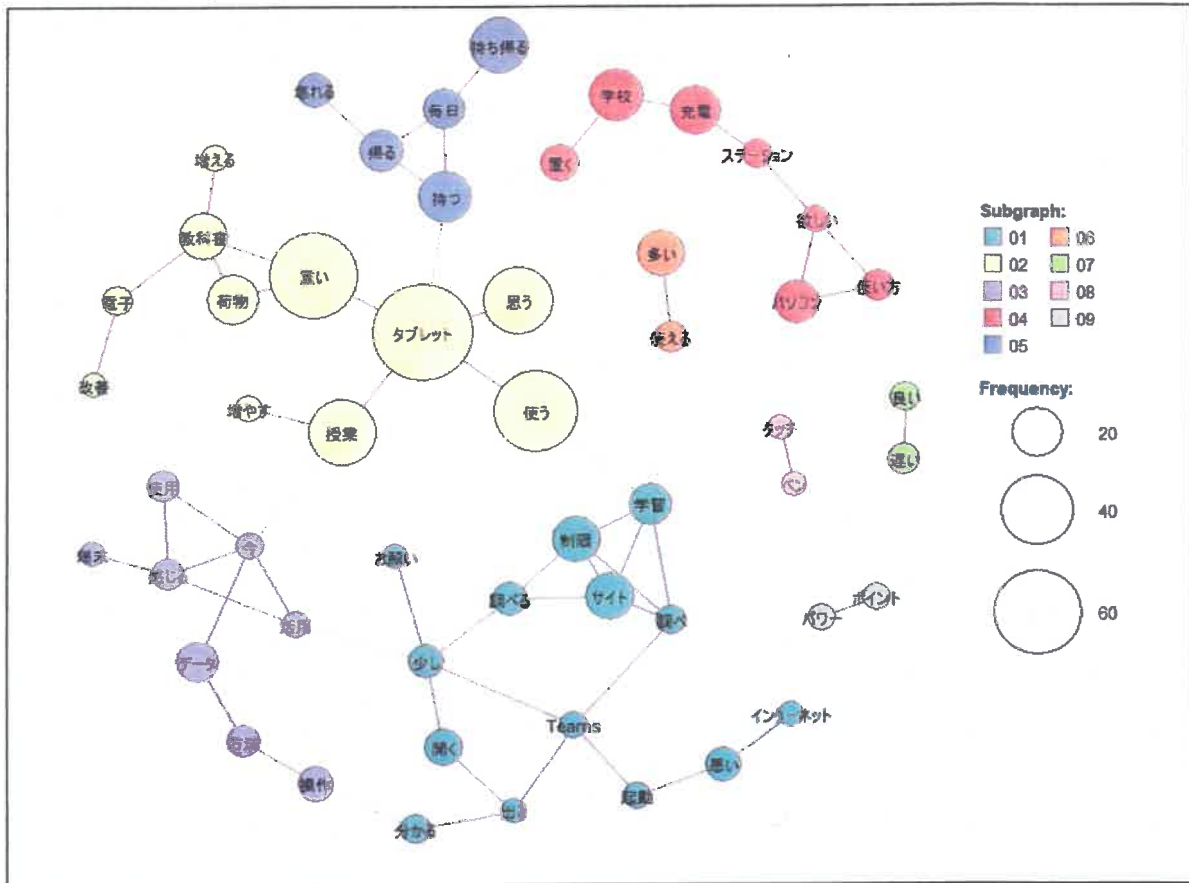 持ち帰る
毎日
帰る
持つ
学校
充電
置く
ステーション
欲しい
パソコン
使い方
増える
教科書
重い
荷物
電子
改善
タブレット
思う
使う
増やす
授業
多い
使える
Subgraph:
01
02
03
04
05
06
07
08
09
Frequency:
20
40
60
良い
遅い
タッチ
ペン
使用
端末
感じる
活用
データ
操作
お願い
学習
制限
調べる
サイト
調べ
少し
Teams
開く
分かる
起動
悪い
インターネット
パワー
ポイント